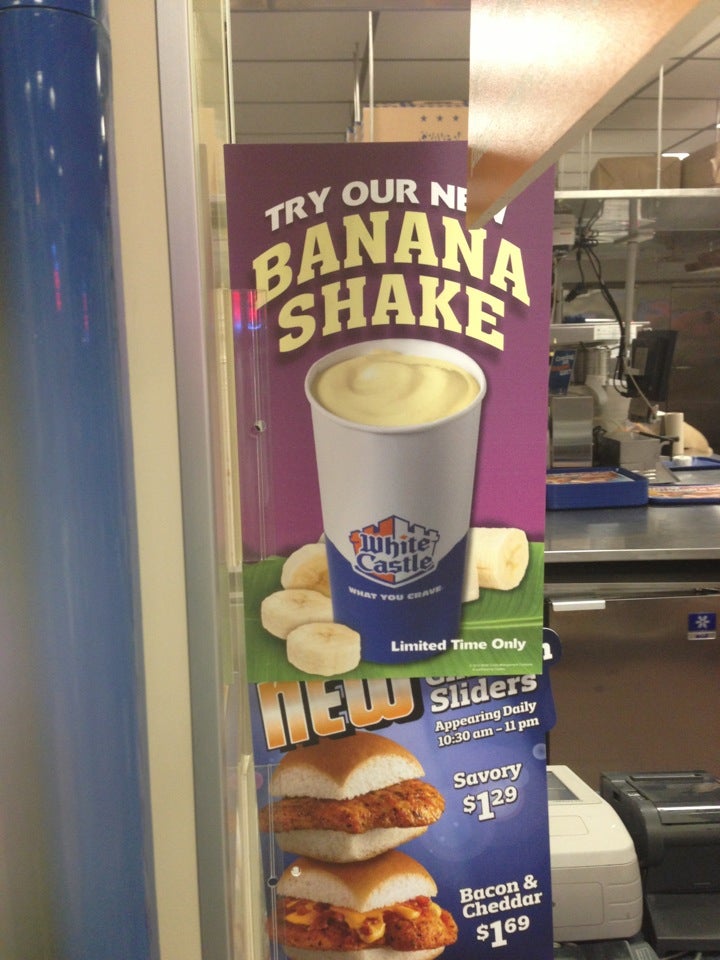 TRY OUR NEW
BANANA
SHAKE
White
Castle
WHAT YOU CRAVE.
Limited Time Only
NEW
Sliders
Appearing Daily
10:30 am - 11 pm
Savory
$1.29
Bacon &
Cheddar
$1.69